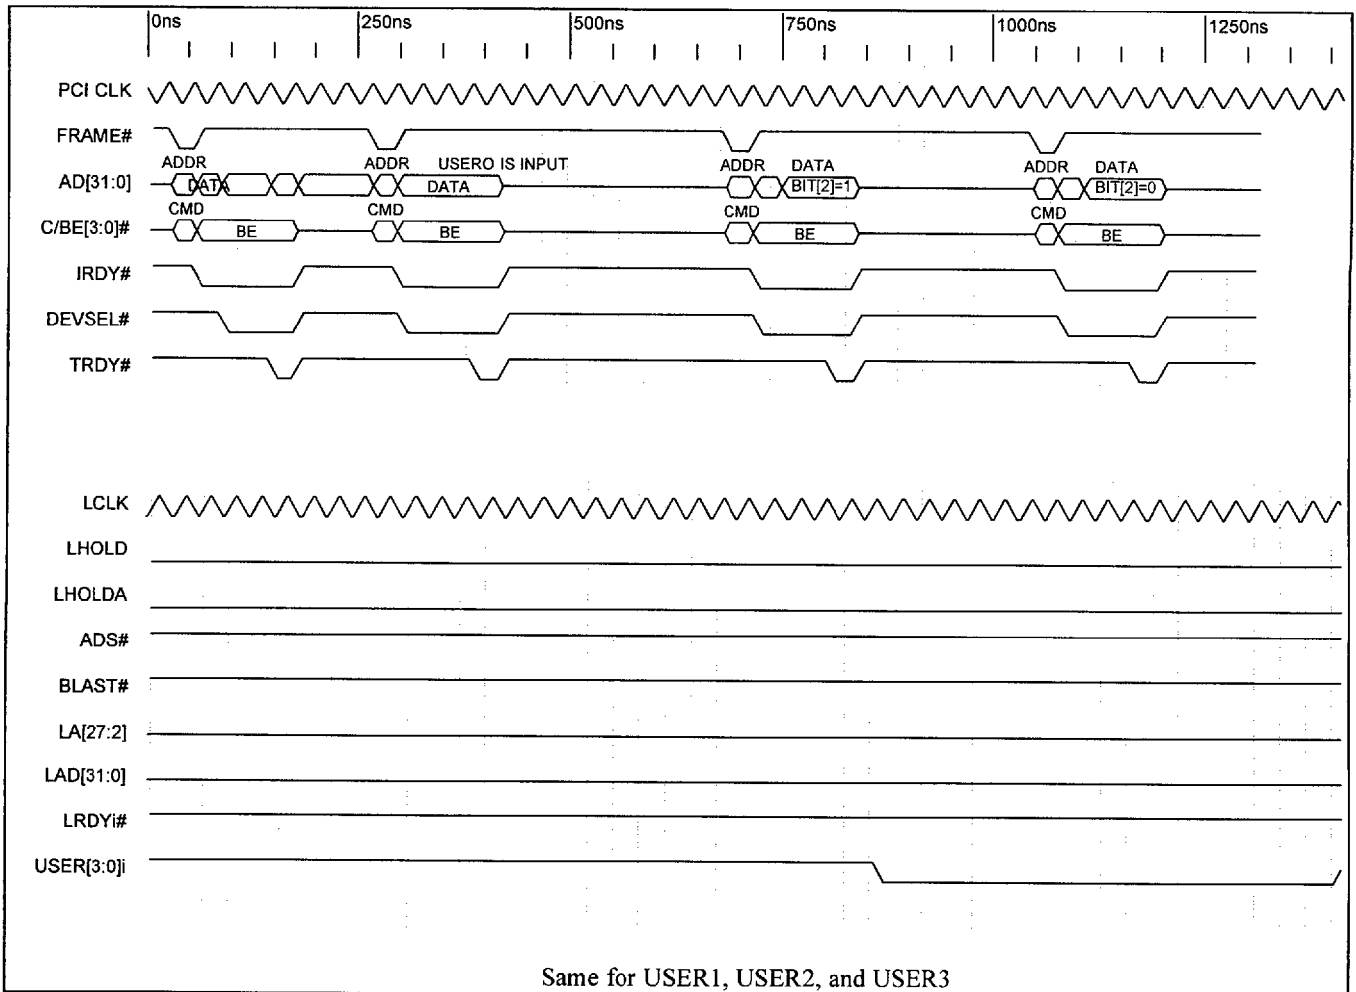 0ns 250ns 500ns 750ns 1000ns 1250ns
PCI CLK
FRAME#
ADDR ADDR USERO IS INPUT ADDR DATA ADDR DATA
AD[31:0] DATA DATA BIT[2]=1 BIT[2]=0
CMD CMD CMD CMD
C/BE[3:0]# BE BE BE BE
IRDY#
DEVSEL#
TRDY#
LCLK
LHOLD
LHOLDA
ADS#
BLAST#
LA[27:2]
LAD[31:0]
LRDYi#
USER[3:0]i
Same for USER1, USER2, and USER3